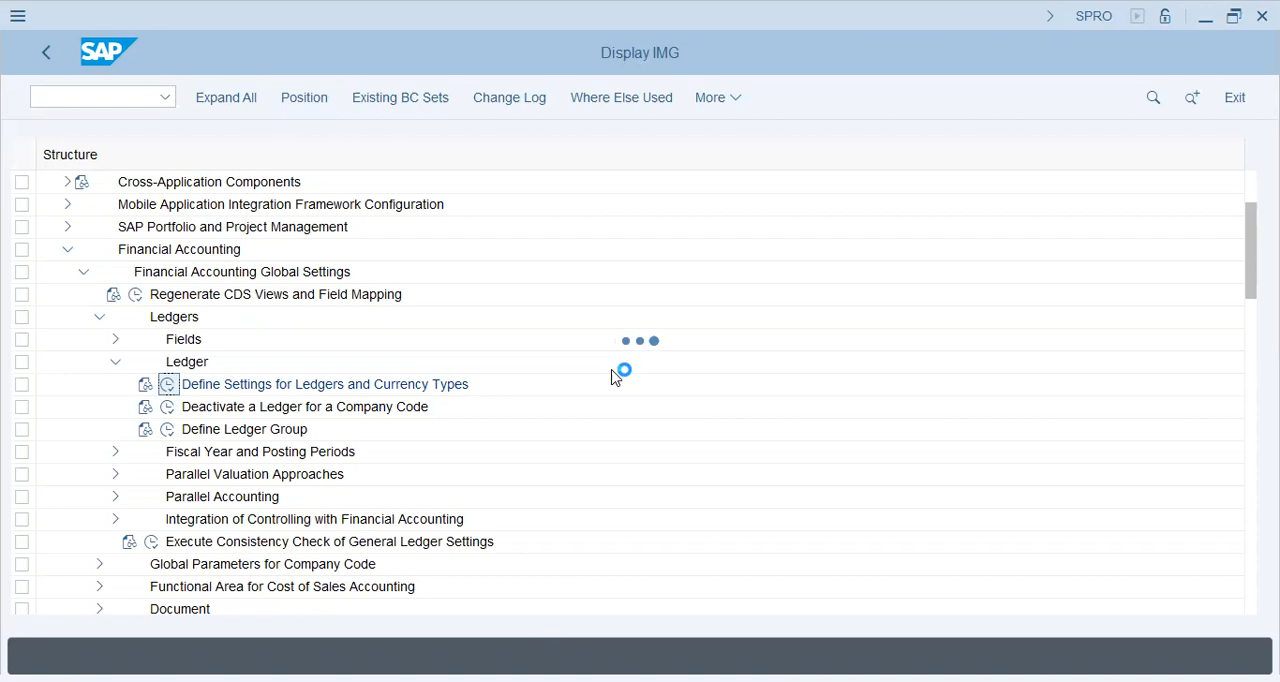 SPRO
SAP
Display IMG
Expand All Position Existing BC Sets Change Log Where Else Used More Exit
Structure
Cross-Application Components
Mobile Application Integration Framework Configuration
SAP Portfolio and Project Management
Financial Accounting
Financial Accounting Global Settings
Regenerate CDS Views and Field Mapping
Ledgers
Fields
Ledger
Define Settings for Ledgers and Currency Types
Deactivate a Ledger for a Company Code
Define Ledger Group
Fiscal Year and Posting Periods
Parallel Valuation Approaches
Parallel Accounting
Integration of Controlling with Financial Accounting
Execute Consistency Check of General Ledger Settings
Global Parameters for Company Code
Functional Area for Cost of Sales Accounting
Document